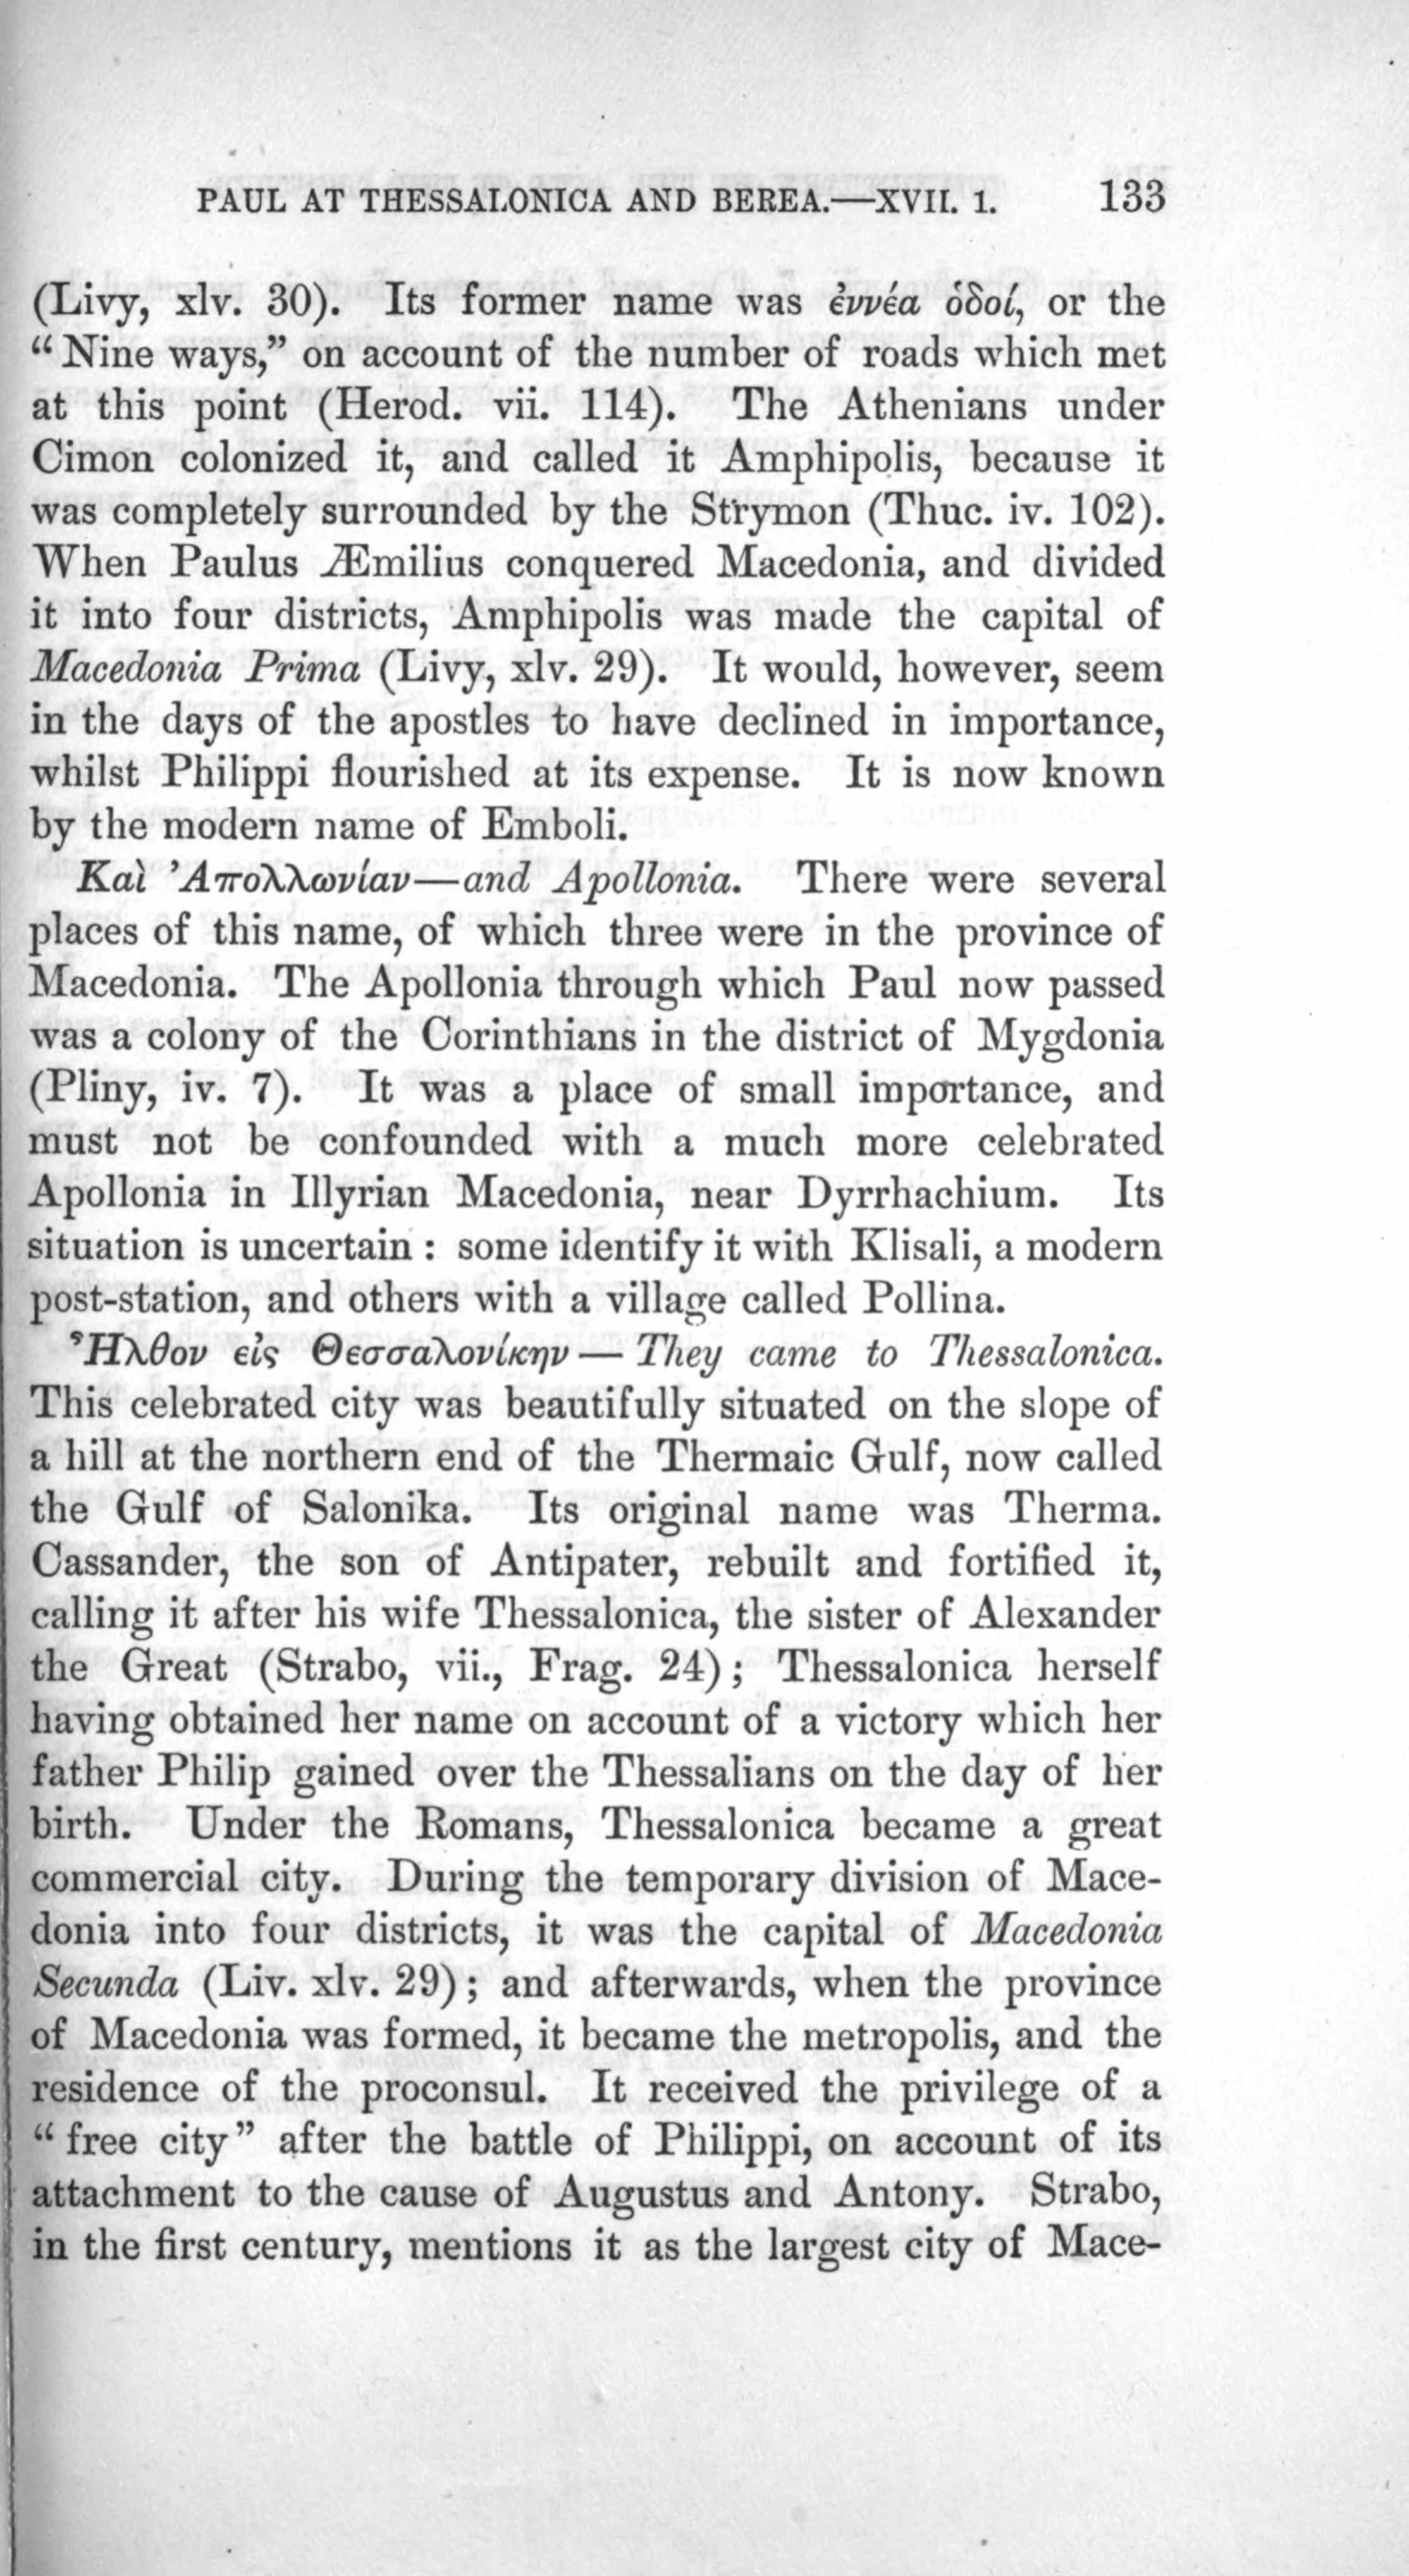 PAUL AT THESSALONICA AND BEREA.—XVII. 1. 133
(Livy, xlv. 30). Its former name was ἐννέα ὁδοί, or the
“Nine ways,” on account of the number of roads which met
at this point (Herod. vii. 114). The Athenians under
Cimon colonized it, and called it Amphipolis, because it
was completely surrounded by the Strymon (Thuc. iv. 102).
When Paulus Æmilius conquered Macedonia, and divided
it into four districts, Amphipolis was made the capital of
Macedonia Prima (Livy, xlv. 29). It would, however, seem
in the days of the apostles to have declined in importance,
whilst Philippi flourished at its expense. It is now known
by the modern name of Emboli.
Καὶ Ἀπολλωνίαν—and Apollonia. There were several
places of this name, of which three were in the province of
Macedonia. The Apollonia through which Paul now passed
was a colony of the Corinthians in the district of Mygdonia
(Pliny, iv. 7). It was a place of small importance, and
must not be confounded with a much more celebrated
Apollonia in Illyrian Macedonia, near Dyrrhachium. Its
situation is uncertain : some identify it with Klisali, a modern
post-station, and others with a village called Pollina.
Ἦλθον εἰς Θεσσαλονίκην — They came to Thessalonica.
This celebrated city was beautifully situated on the slope of
a hill at the northern end of the Thermaic Gulf, now called
the Gulf of Salonika. Its original name was Therma.
Cassander, the son of Antipater, rebuilt and fortified it,
calling it after his wife Thessalonica, the sister of Alexander
the Great (Strabo, vii., Frag. 24); Thessalonica herself
having obtained her name on account of a victory which her
father Philip gained over the Thessalians on the day of her
birth. Under the Romans, Thessalonica became a great
commercial city. During the temporary division of Mace-
donia into four districts, it was the capital of Macedonia
Secunda (Liv. xlv. 29); and afterwards, when the province
of Macedonia was formed, it became the metropolis, and the
residence of the proconsul. It received the privilege of a
“free city” after the battle of Philippi, on account of its
attachment to the cause of Augustus and Antony. Strabo,
in the first century, mentions it as the largest city of Mace-